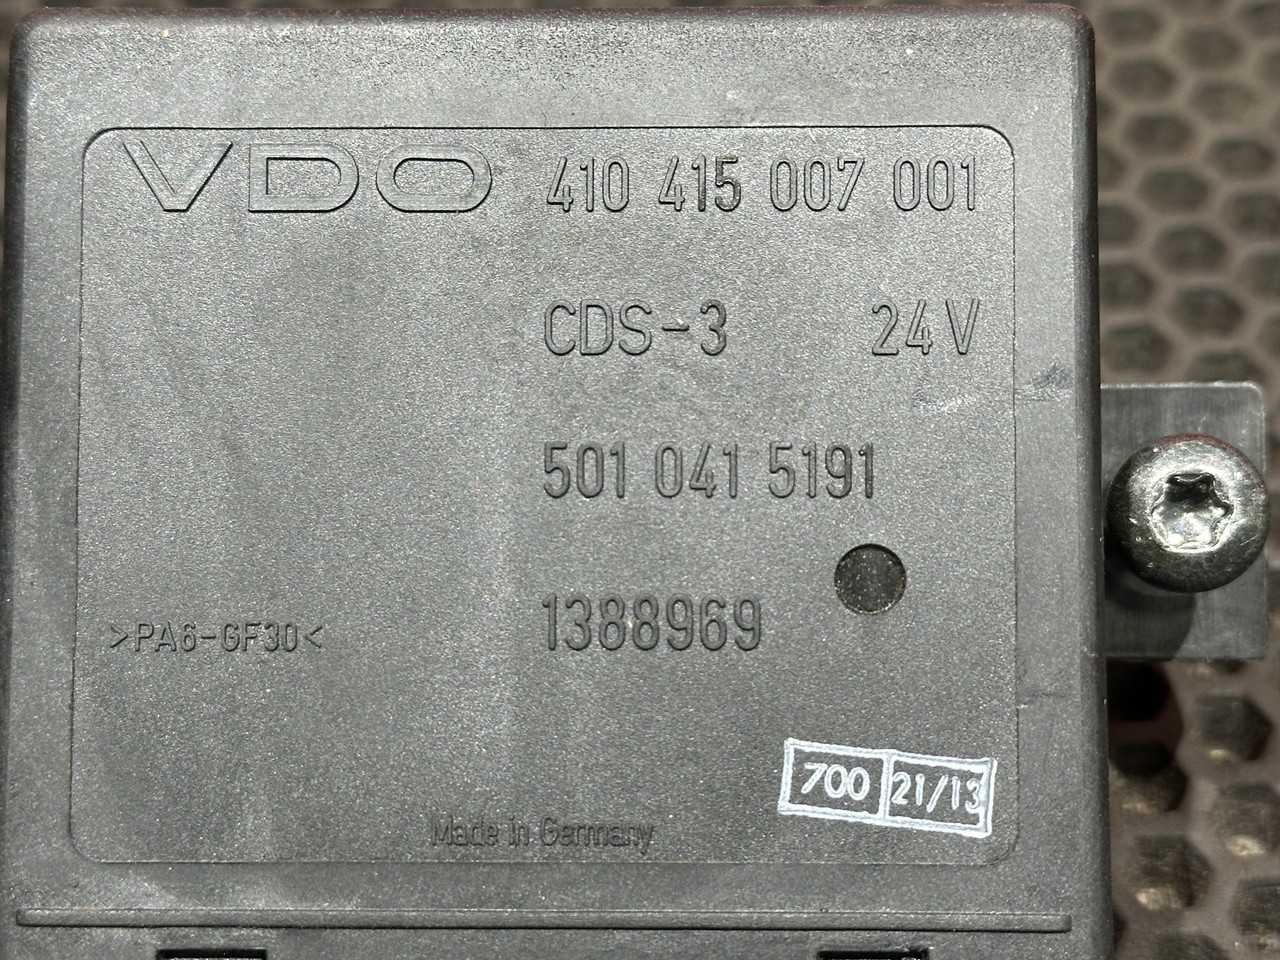 VDO 410 415 007 001
CDS-3 24V
501 041 5191
>PA6-GF30< 1388969
700 21/13
Made in Germany